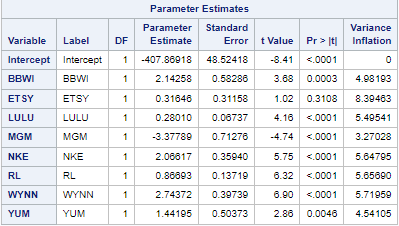 Parameter Estimates
Variable Label DF Parameter Estimate Standard Error t Value Pr > |t| Variance Inflation
Intercept Intercept 1 -407.86918 48.52418 -8.41 <.0001 0
BBWI BBWI 1 2.14258 0.58286 3.68 0.0003 4.98193
ETSY ETSY 1 0.31646 0.31158 1.02 0.3108 8.39463
LULU LULU 1 0.28010 0.06737 4.16 <.0001 5.49541
MGM MGM 1 -3.37789 0.71276 -4.74 <.0001 3.27028
NKE NKE 1 2.06617 0.35940 5.75 <.0001 5.64795
RL RL 1 0.86693 0.13719 6.32 <.0001 5.65690
WYNN WYNN 1 2.74372 0.39739 6.90 <.0001 5.71959
YUM YUM 1 1.44195 0.50373 2.86 0.0046 4.54105